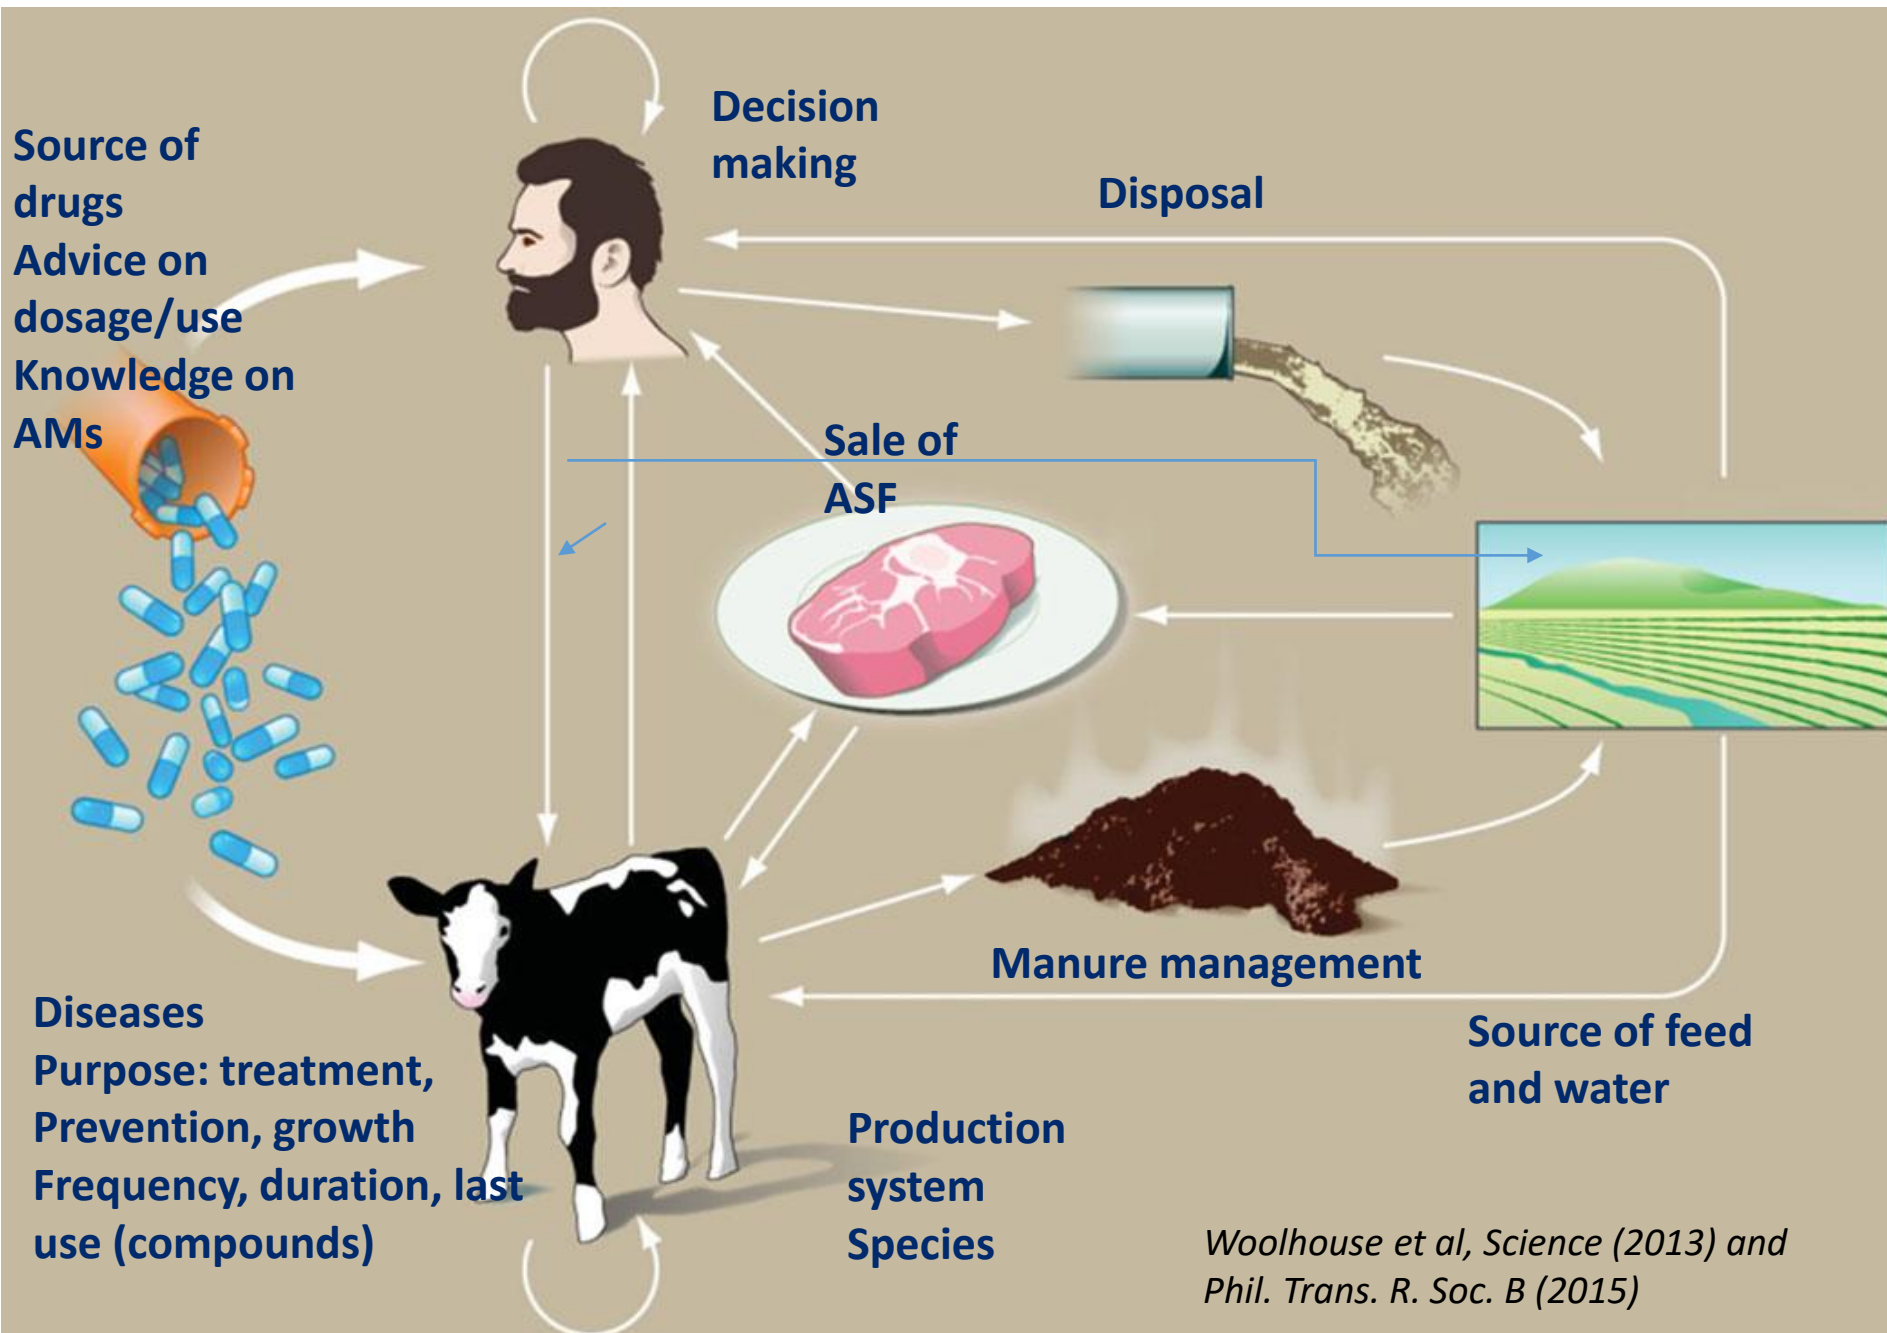 Source of
drugs
Advice on
dosage/use
Knowledge on
AMs
Decision
making
Disposal
Sale of
ASF
Manure management
Source of feed
and water
Diseases
Purpose: treatment,
Prevention, growth
Frequency, duration, last
use (compounds)
Production
system
Species
Woolhouse et al, Science (2013) and
Phil. Trans. R. Soc. B (2015)